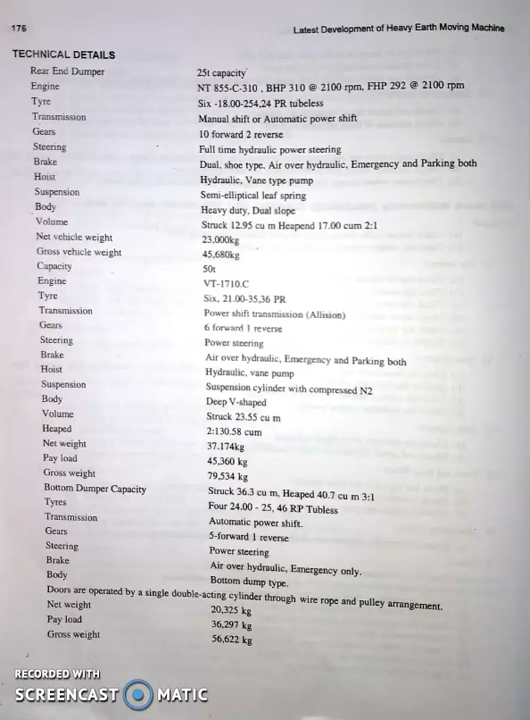 176
Latest Development of Heavy Earth Moving Machine
TECHNICAL DETAILS
Rear End Dumper 25t capacity
Engine NT 855-C-310 , BHP 310 @ 2100 rpm, FHP 292 @ 2100 rpm
Tyre Six -18.00-254,24 PR tubeless
Transmission Manual shift or Automatic power shift
Gears 10 forward 2 reverse
Steering Full time hydraulic power steering
Brake Dual, shoe type, Air over hydraulic, Emergency and Parking both
Hoist Hydraulic, Vane type pump
Suspension Semi-elliptical leaf spring
Body Heavy duty, Dual slope
Volume Struck 12.95 cu m Heapend 17.00 cum 2:1
Net vehicle weight 23,000kg
Gross vehicle weight 45,680kg
Capacity 50t
Engine VT-1710.C
Tyre Six, 21.00-35,36 PR
Transmission Power shift transmission (Allision)
Gears 6 forward 1 reverse
Steering Power steering
Brake Air over hydraulic, Emergency and Parking both
Hoist Hydraulic, vane pump
Suspension Suspension cylinder with compressed N2
Body Deep V-shaped
Volume Struck 23.55 cu m
Heaped 2:130.58 cum
Net weight 37.174kg
Pay load 45,360 kg
Gross weight 79,534 kg
Bottom Dumper Capacity Struck 36.3 cu m, Heaped 40.7 cu m 3:1
Tyres Four 24.00 - 25, 46 RP Tubless
Transmission Automatic power shift.
Gears 5-forward 1 reverse
Steering Power steering
Brake Air over hydraulic, Emergency only.
Body Bottom dump type.
Doors are operated by a single double-acting cylinder through wire rope and pulley arrangement.
Net weight 20,325 kg
Pay load 36,297 kg
Gross weight 56,622 kg
RECORDED WITH
SCREENCAST MATIC